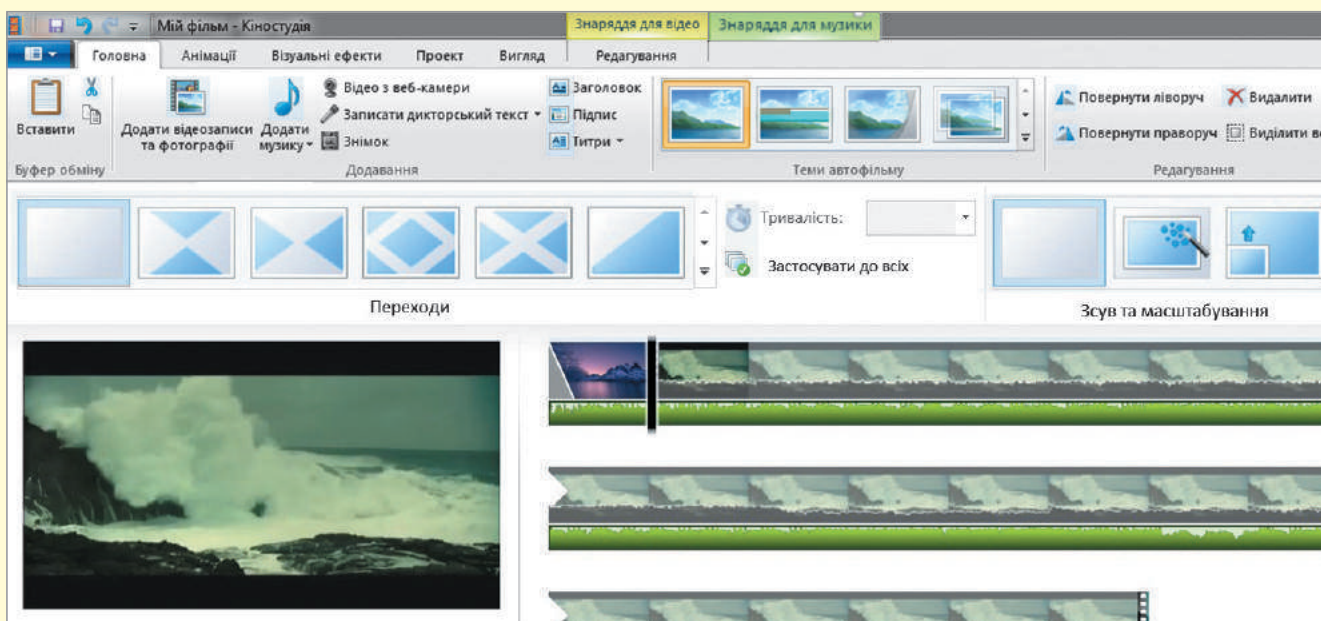 Мій фільм - Кіностудія
Знаряддя для відео
Знаряддя для музики
Головна
Анімації
Візуальні ефекти
Проект
Вигляд
Редагування
Вставити
Буфер обміну
Додати відеозаписи
та фотографії
Додати
музику
Відео з веб-камери
Записати дикторський текст
Знімок
Заголовок
Підпис
Титри
Додавання
Теми автофільму
Повернути ліворуч
Повернути праворуч
Видалити
Виділити
Редагування
Тривалість:
Застосувати до всіх
Переходи
Зсув та масштабування